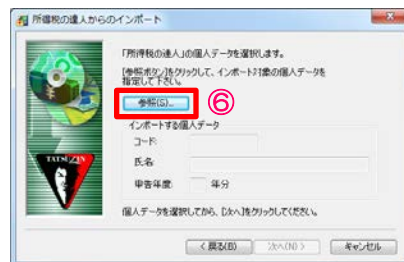 所得税の達人からのインポート
「所得税の達人」の個人データを選択します。
[参照ボタン]をクリックして、インポート対象の個人データを
指定して下さい。
参照(S)...
⑥
インポートする個人データ
コード:
氏名:
申告年度: 年分
TATSUZIN
個人データを選択してから、[次へ]をクリックしてください。
< 戻る(B)
次へ(N) >
キャンセル